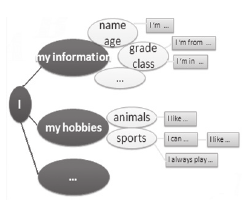 I
my information
name
age
I'm ...
grade
class
I'm from ...
I'm in ...
...
my hobbies
animals
sports
I like ...
I can ...
I like ...
I always play ...
...